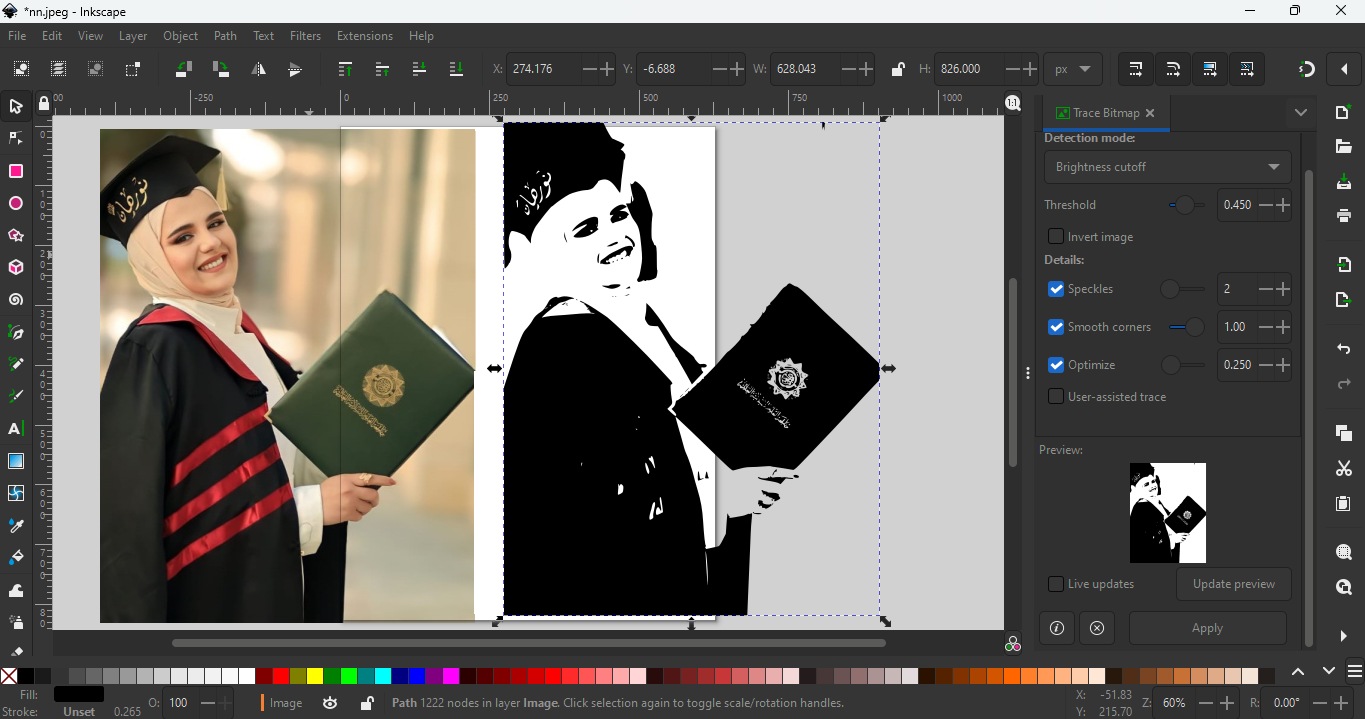 *nn.jpeg - Inkscape
File Edit View Layer Object Path Text Filters Extensions Help
X: 274.176 Y: -6.688 W: 628.043 H: 826.000 px
-250 0 250 500 750 1000
1:1
Trace Bitmap
Detection mode:
Brightness cutoff
Threshold 0.450
Invert image
Details:
Speckles 2
Smooth corners 1.00
Optimize 0.250
User-assisted trace
Preview:
Live updates Update preview
Apply
Fill:
Stroke: Unset 0.265
O: 100
Image
Path 1222 nodes in layer Image. Click selection again to toggle scale/rotation handles.
X: -51.83
Y: 215.70
Z: 60% R: 0.00°